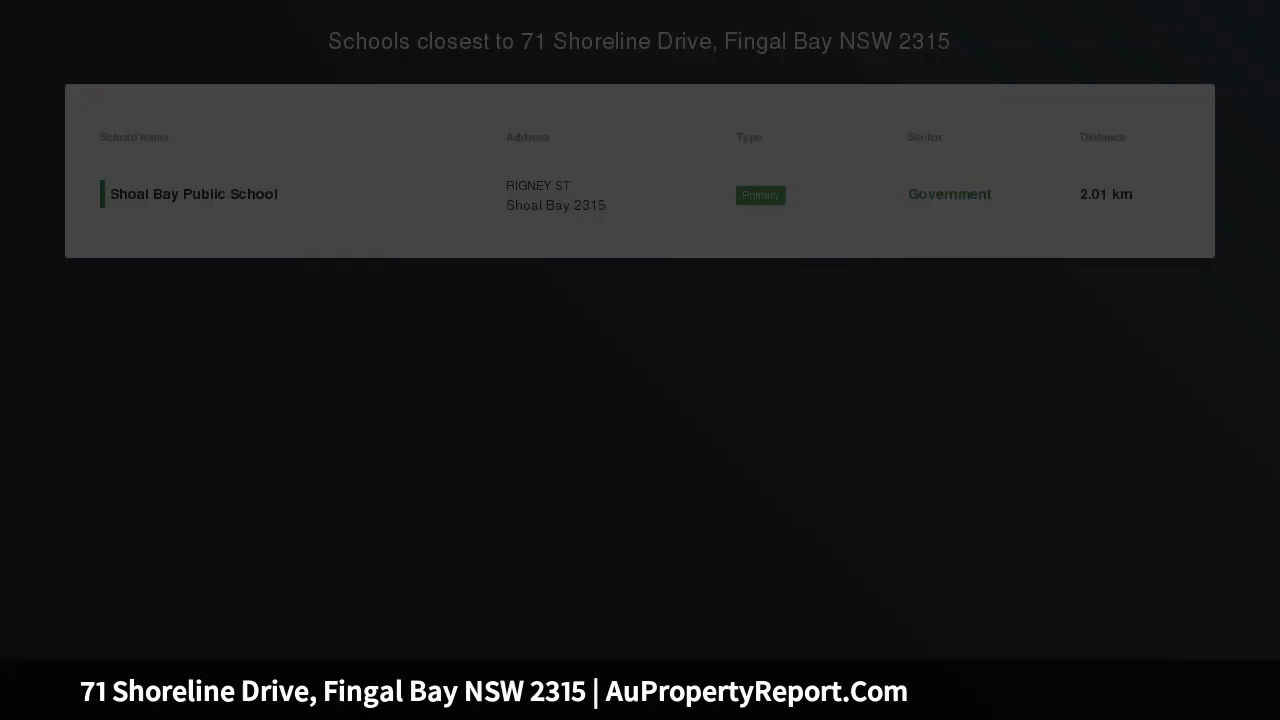 Schools closest to 71 Shoreline Drive, Fingal Bay NSW 2315
School name Address Type Sector Distance
Shoal Bay Public School RIGNEY ST Primary Government 2.01 km
Shoal Bay 2315
71 Shoreline Drive, Fingal Bay NSW 2315 | AuPropertyReport.Com